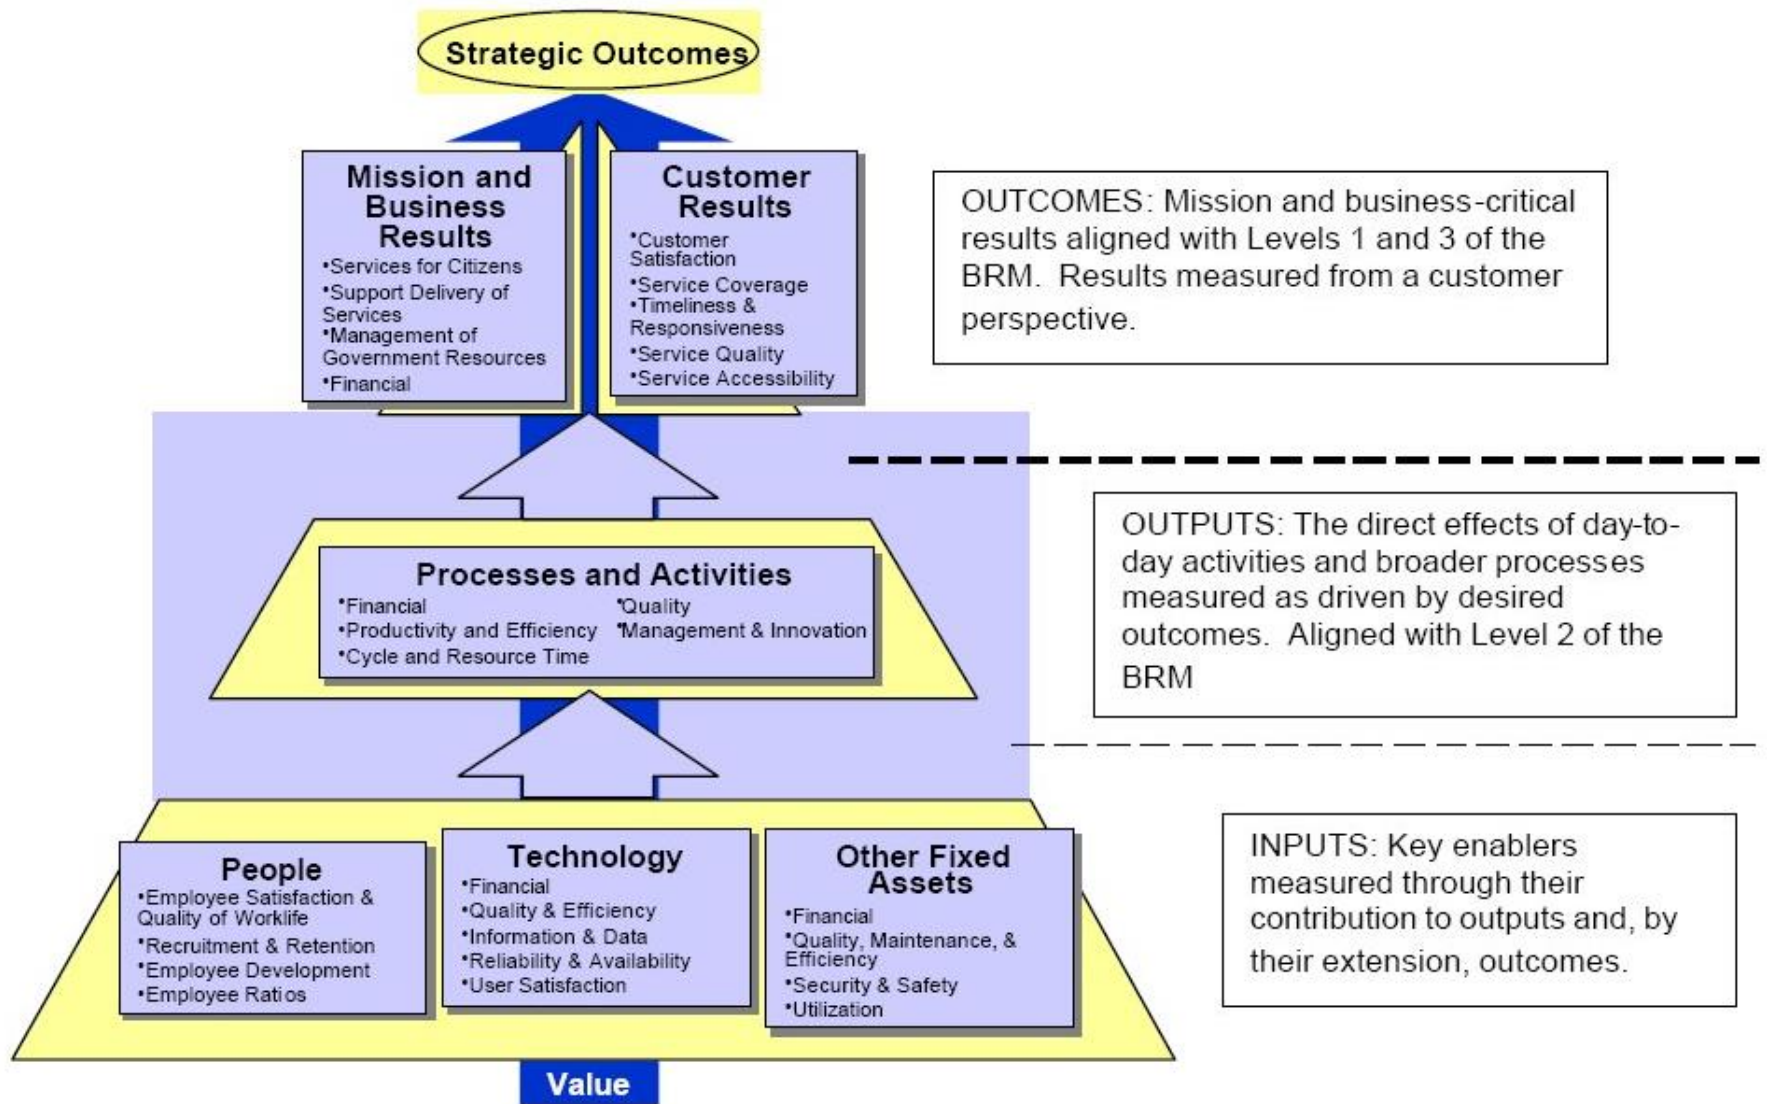 Strategic Outcomes
Mission and
Business
Results
•Services for Citizens
•Support Delivery of
Services
•Management of
Government Resources
•Financial
Customer
Results
•Customer
Satisfaction
•Service Coverage
•Timeliness &
Responsiveness
•Service Quality
•Service Accessibility
OUTCOMES: Mission and business-critical
results aligned with Levels 1 and 3 of the
BRM. Results measured from a customer
perspective.
Processes and Activities
•Financial
•Productivity and Efficiency
•Cycle and Resource Time
•Quality
•Management & Innovation
OUTPUTS: The direct effects of day-to-
day activities and broader processes
measured as driven by desired
outcomes. Aligned with Level 2 of the
BRM
People
•Employee Satisfaction &
Quality of Worklife
•Recruitment & Retention
•Employee Development
•Employee Ratios
Technology
•Financial
•Quality & Efficiency
•Information & Data
•Reliability & Availability
•User Satisfaction
Other Fixed
Assets
•Financial
•Quality, Maintenance, &
Efficiency
•Security & Safety
•Utilization
INPUTS: Key enablers
measured through their
contribution to outputs and, by
their extension, outcomes.
Value